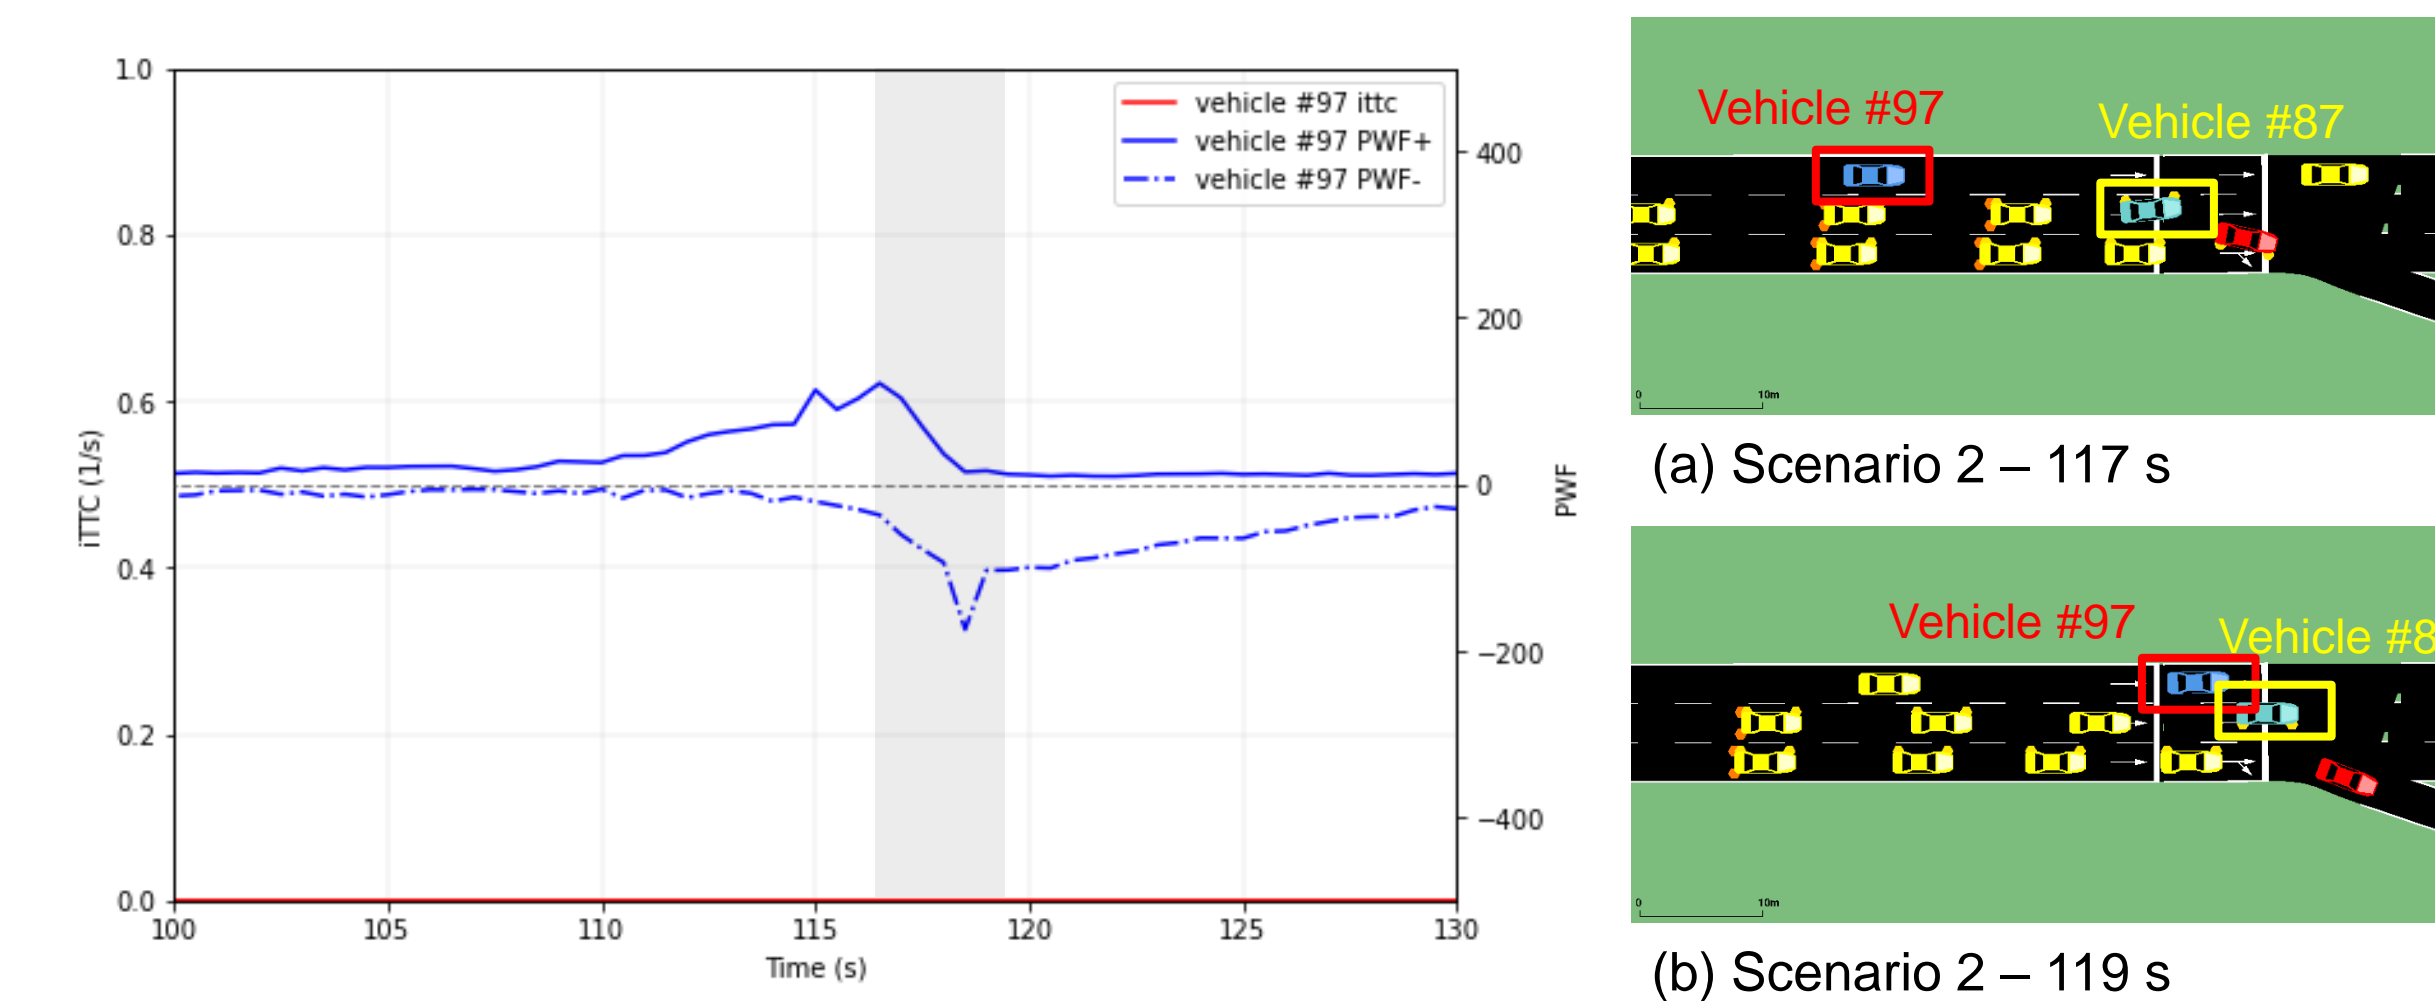 1.0
0.8
0.6
0.4
0.2
0.0
iTTC (1/s)
vehicle #97 ittc
vehicle #97 PWF+
vehicle #97 PWF-
400
200
0
−200
−400
PWF
100 105 110 115 120 125 130
Time (s)
Vehicle #97
Vehicle #87
0 10m
(a) Scenario 2 – 117 s
Vehicle #97
Vehicle #8
0 10m
(b) Scenario 2 – 119 s